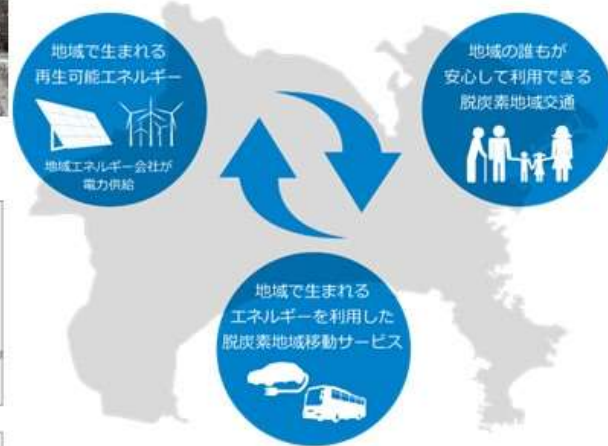 地域で生まれる
再生可能エネルギー
地域エネルギー会社が
電力供給
地域の誰もが
安心して利用できる
脱炭素地域交通
地域で生まれる
エネルギーを利用した
脱炭素地域移動サービス